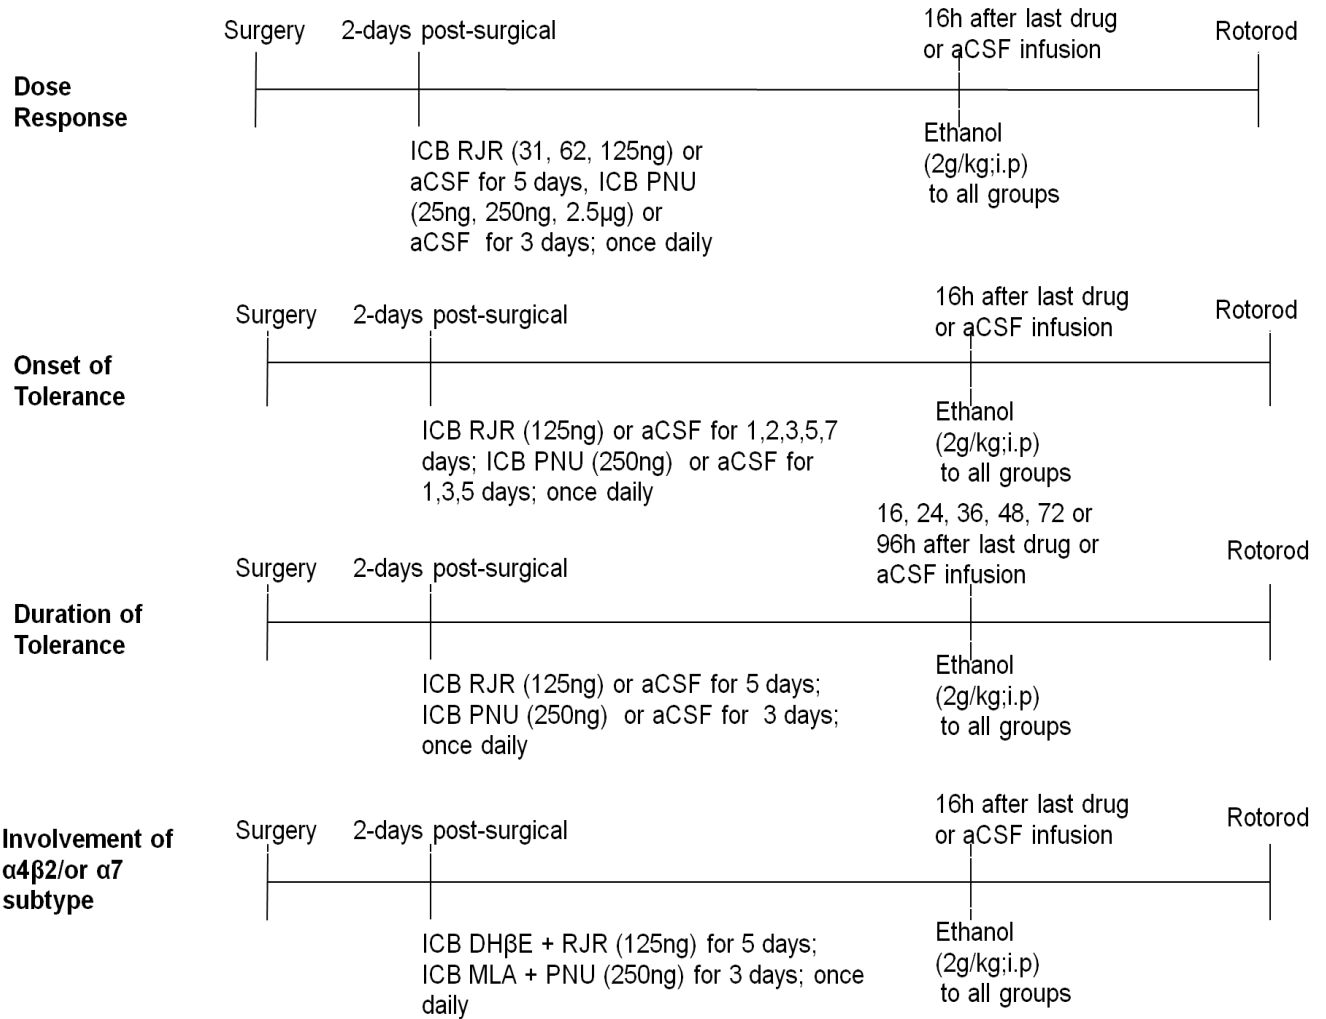 Surgery 2-days post-surgical
16h after last drug
or aCSF infusion
Rotorod
Dose
Response
ICB RJR (31, 62, 125ng) or
aCSF for 5 days, ICB PNU
(25ng, 250ng, 2.5µg) or
aCSF for 3 days; once daily
Ethanol
(2g/kg;i.p)
to all groups
Surgery 2-days post-surgical
16h after last drug
or aCSF infusion
Rotorod
Onset of
Tolerance
ICB RJR (125ng) or aCSF for 1,2,3,5,7
days; ICB PNU (250ng) or aCSF for
1,3,5 days; once daily
Ethanol
(2g/kg;i.p)
to all groups
Surgery 2-days post-surgical
16, 24, 36, 48, 72 or
96h after last drug or
aCSF infusion
Rotorod
Duration of
Tolerance
ICB RJR (125ng) or aCSF for 5 days;
ICB PNU (250ng) or aCSF for 3 days;
once daily
Ethanol
(2g/kg;i.p)
to all groups
Surgery 2-days post-surgical
16h after last drug
or aCSF infusion
Rotorod
Involvement of
α4β2/or α7
subtype
ICB DHβE + RJR (125ng) for 5 days;
ICB MLA + PNU (250ng) for 3 days; once
daily
Ethanol
(2g/kg;i.p)
to all groups